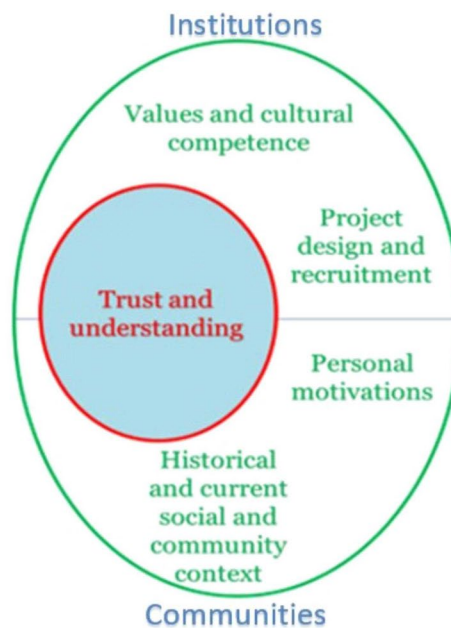 Institutions
Values and cultural
competence
Project
design and
recruitment
Trust and
understanding
Personal
motivations
Historical
and current
social and
community
context
Communities